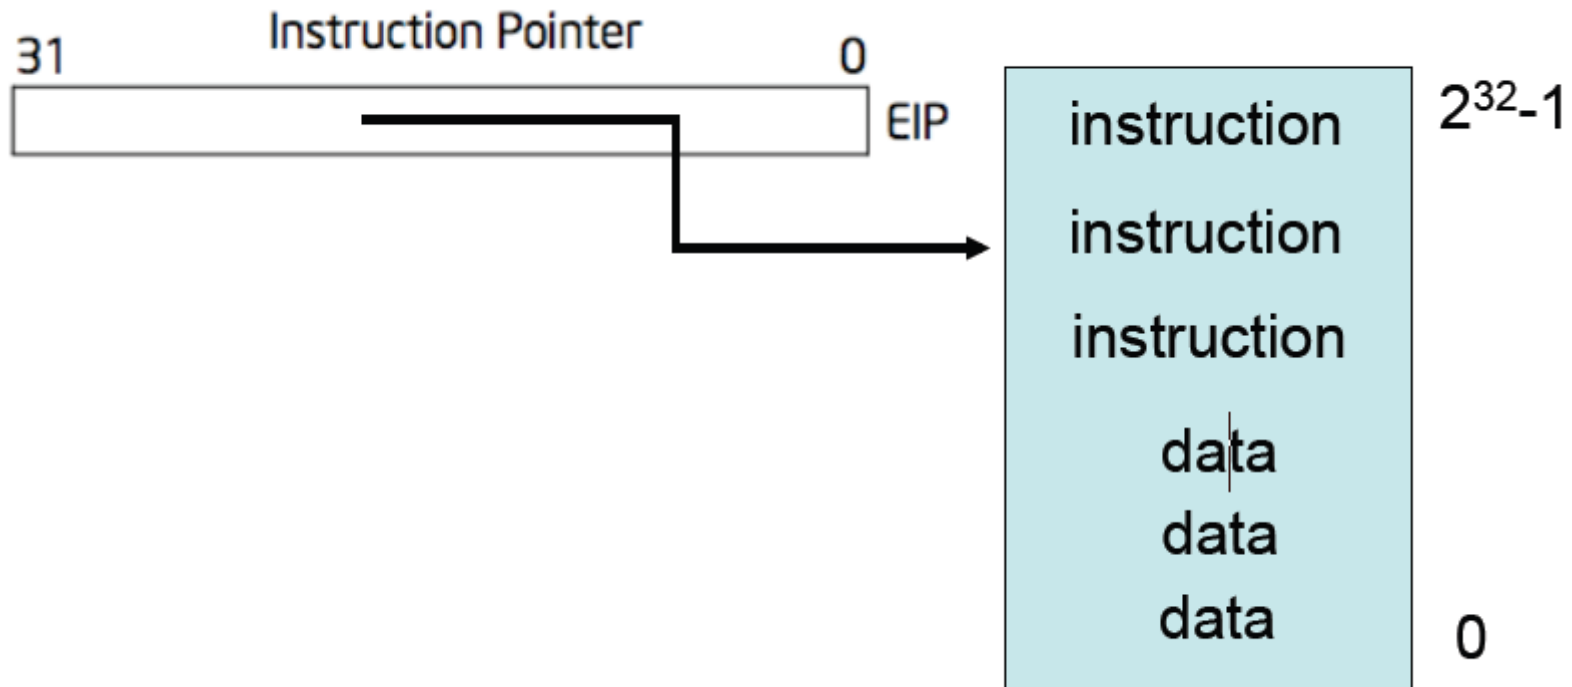 Instruction Pointer
31 0
EIP
instruction
2³²-1
instruction
instruction
data
data
data
0